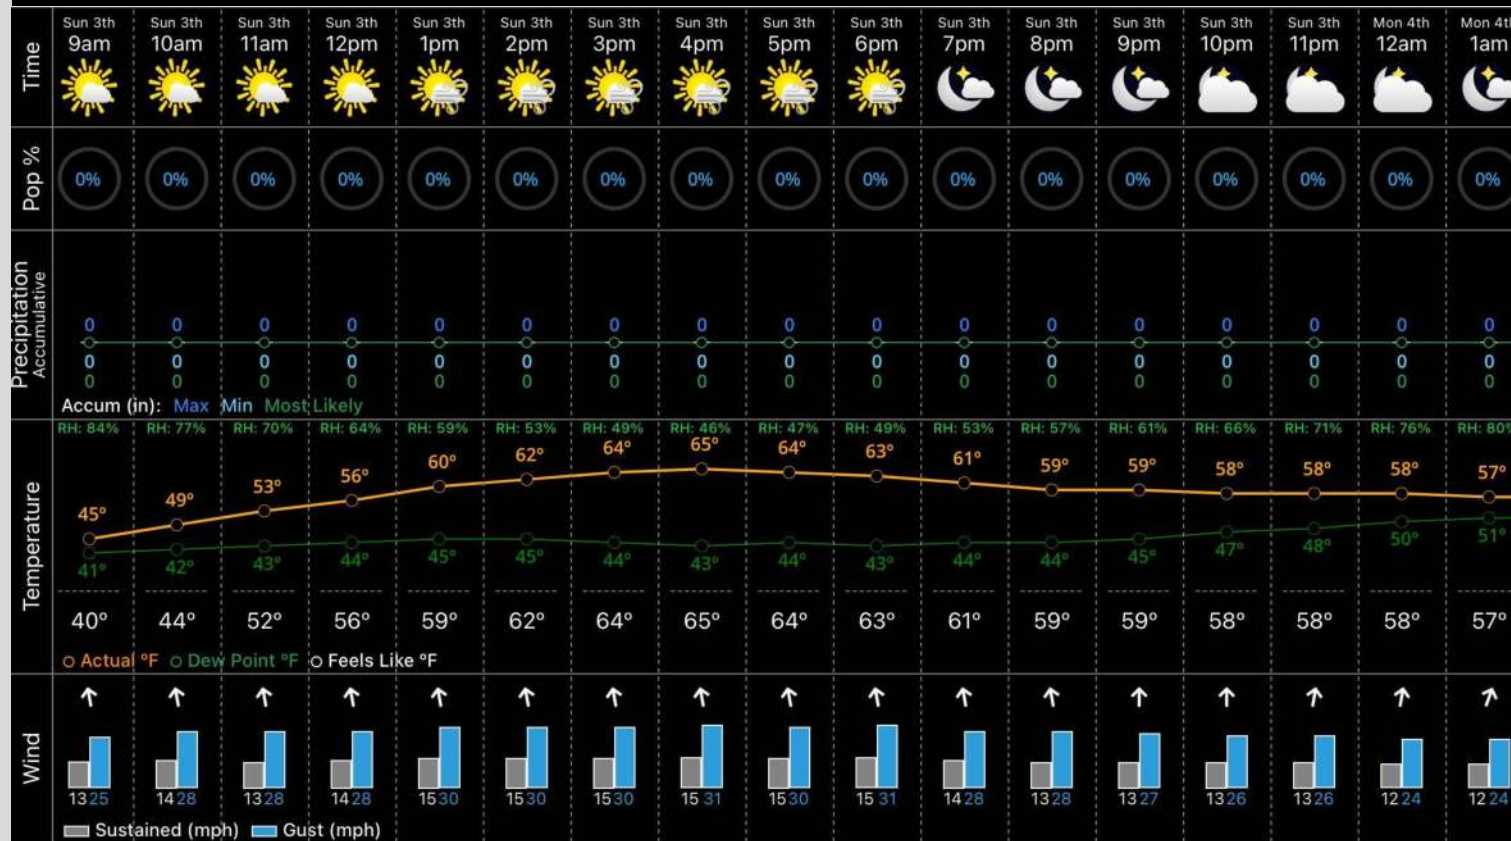 Sun 3th Sun 3th Sun 3th Sun 3th Sun 3th Sun 3th Sun 3th Sun 3th Sun 3th Sun 3th Sun 3th Sun 3th Sun 3th Sun 3th Sun 3th Mon 4th Mon 4th
Time 9am 10am 11am 12pm 1pm 2pm 3pm 4pm 5pm 6pm 7pm 8pm 9pm 10pm 11pm 12am 1am
Pop % 0% 0% 0% 0% 0% 0% 0% 0% 0% 0% 0% 0% 0% 0% 0% 0% 0%
Precipitation
Accumulative
0 0 0 0 0 0 0 0 0 0 0 0 0 0 0 0 0
0 0 0 0 0 0 0 0 0 0 0 0 0 0 0 0 0
0 0 0 0 0 0 0 0 0 0 0 0 0 0 0 0 0
Accum (in): Max Min Most Likely
RH: 84% RH: 77% RH: 70% RH: 64% RH: 59% RH: 53% RH: 49% RH: 46% RH: 47% RH: 49% RH: 53% RH: 57% RH: 61% RH: 66% RH: 71% RH: 76% RH: 80%
Temperature
45° 49° 53° 56° 60° 62° 64° 65° 64° 63° 61° 59° 59° 58° 58° 58° 57°
41° 42° 43° 44° 45° 45° 44° 43° 44° 43° 44° 44° 45° 47° 48° 50° 51°
40° 44° 52° 56° 59° 62° 64° 65° 64° 63° 61° 59° 59° 58° 58° 58° 57°
Actual °F Dew Point °F Feels Like °F
Wind
13 25 14 28 13 28 14 28 15 30 15 30 15 30 15 31 15 30 15 31 14 28 13 28 13 27 13 26 13 26 12 24 12 24
Sustained (mph) Gust (mph)